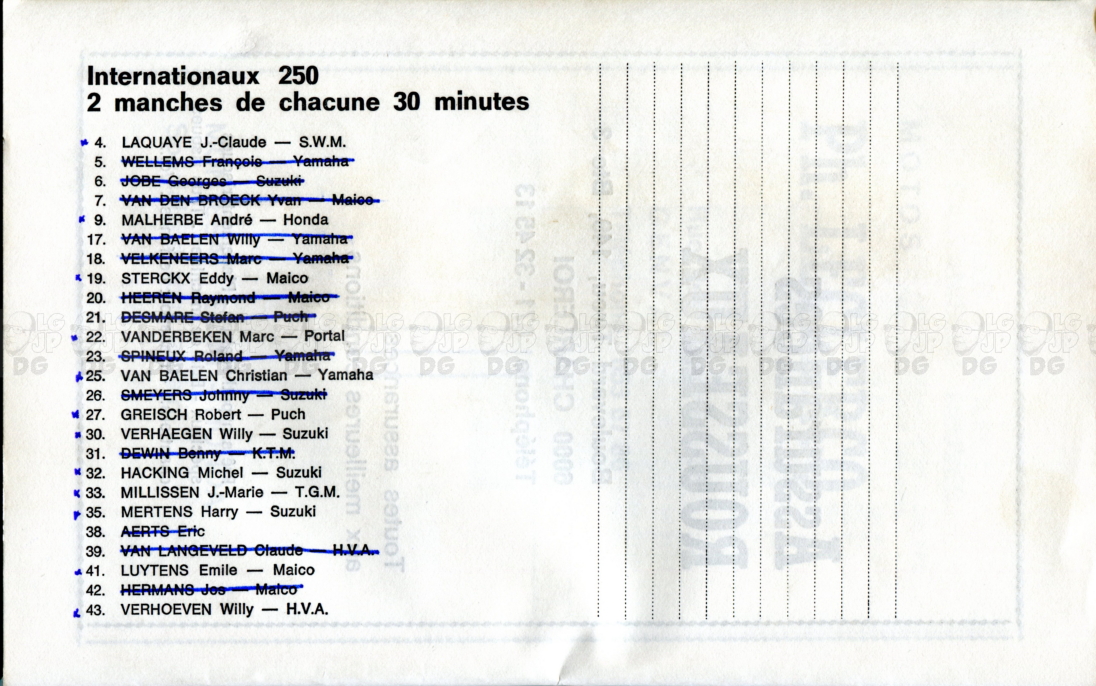 Internationaux 250
2 manches de chacune 30 minutes
4. LAQUAYE J.-Claude — S.W.M.
5. WELLEMS François — Yamaha
6. JOBE Georges — Suzuki
7. VAN DEN BROECK Yvan — Maico
9. MALHERBE André — Honda
17. VAN BAELEN Willy — Yamaha
18. VELKENEERS Marc — Yamaha
19. STERCKX Eddy — Maico
20. HEEREN Raymond — Maico
21. DESMARE Stefan — Puch
22. VANDERBEKEN Marc — Portal
23. SPINEUX Roland — Yamaha
25. VAN BAELEN Christian — Yamaha
26. SMEYERS Johnny — Suzuki
27. GREISCH Robert — Puch
30. VERHAEGEN Willy — Suzuki
31. DEWIN Benny — K.T.M.
32. HACKING Michel — Suzuki
33. MILLISSEN J.-Marie — T.G.M.
35. MERTENS Harry — Suzuki
38. AERTS Eric
39. VAN LANGEVELD Claude — H.V.A.
41. LUYTENS Emile — Maico
42. HERMANS Jos — Maico
43. VERHOEVEN Willy — H.V.A.